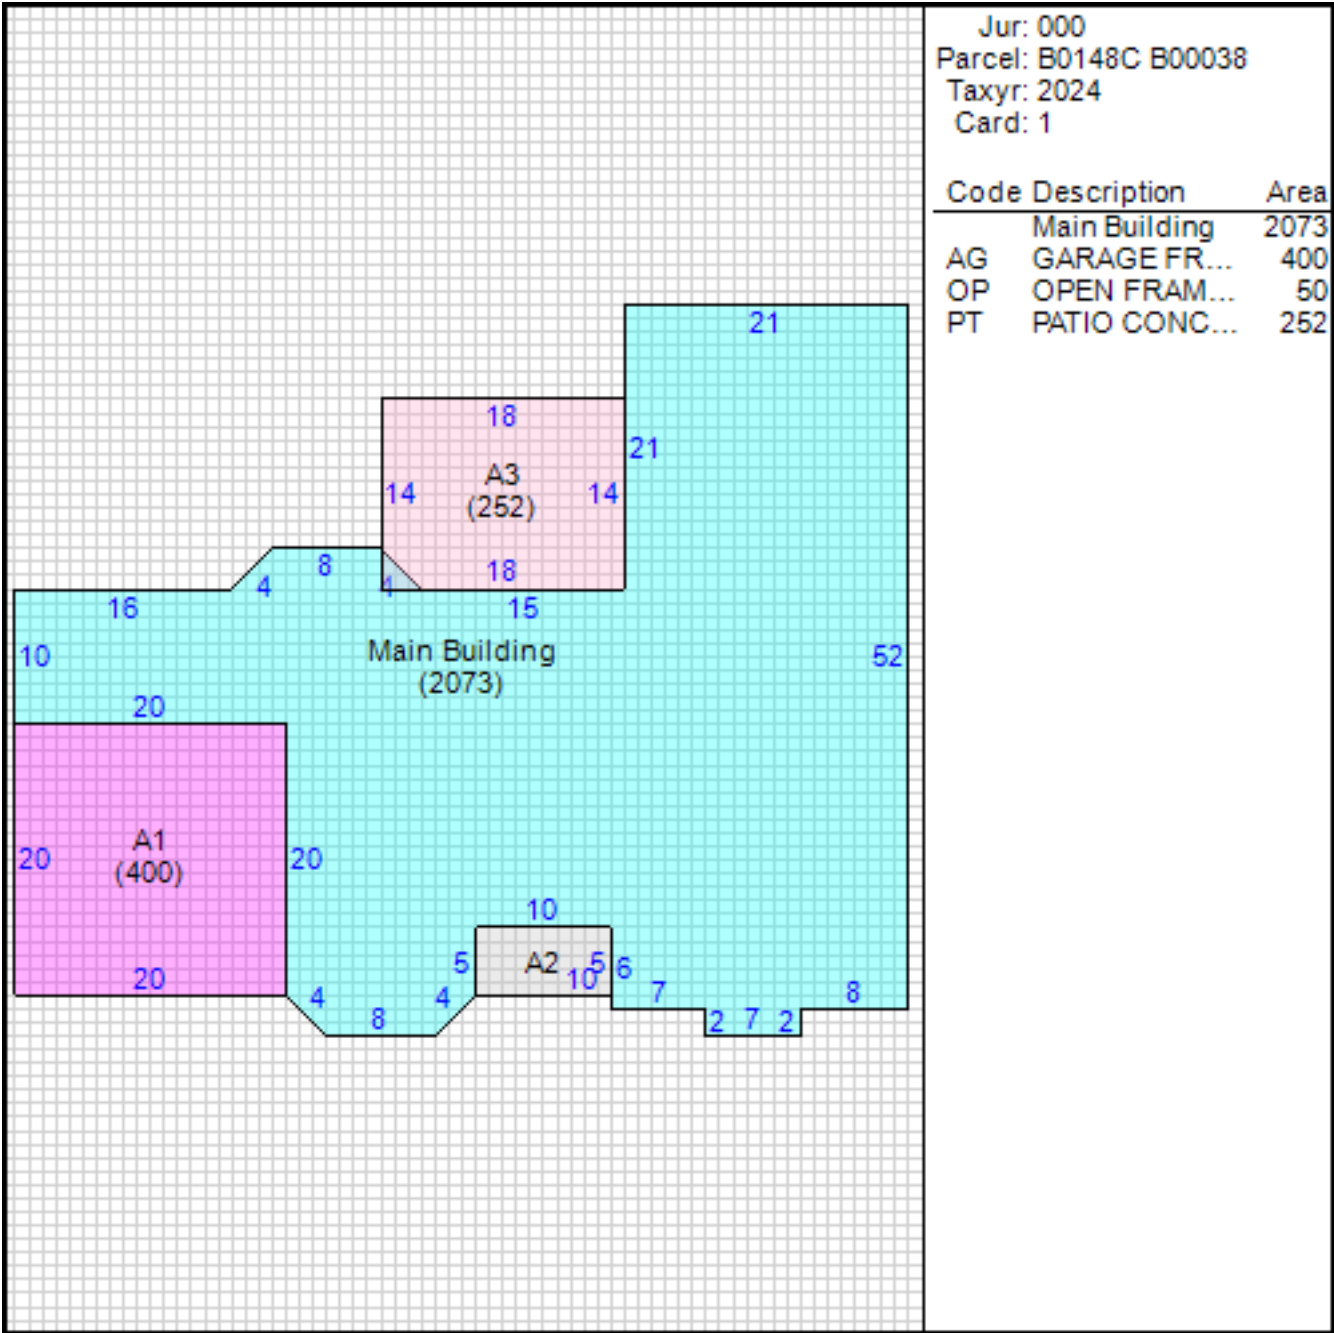 Jur: 000
Parcel: B0148C B00038
Taxyr: 2024
Card: 1
Code Description Area
Main Building 2073
AG GARAGE FR... 400
OP OPEN FRAM... 50
PT PATIO CONC... 252
21
18
21
14 A3 14
(252)
8 18
4 4
16 15
10 Main Building 52
(2073)
20
A1
20 (400) 20
10
5 A2 5 6
10
20 4 4 7 8
8 2 7 2